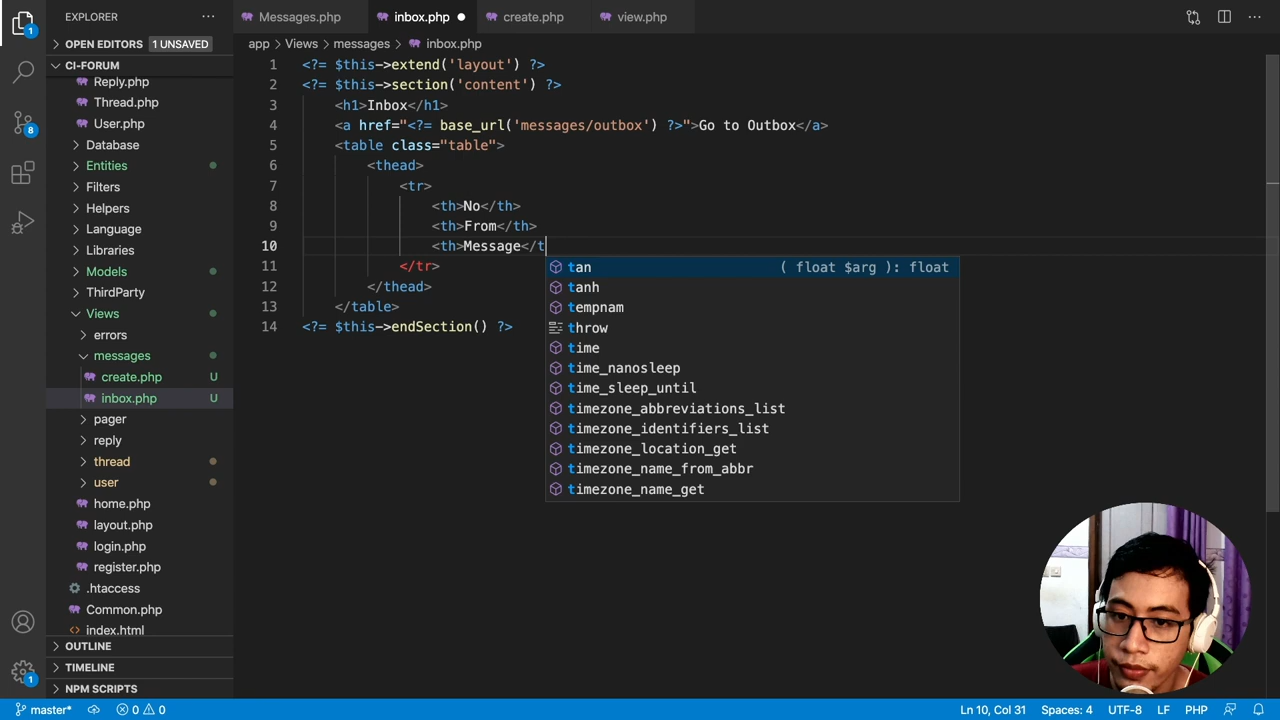 EXPLORER
Messages.php
inbox.php
create.php
view.php
OPEN EDITORS 1 UNSAVED
app > Views > messages > inbox.php
CI-FORUM
Reply.php
Thread.php
User.php
Database
Entities
Filters
Helpers
Language
Libraries
Models
ThirdParty
Views
errors
messages
create.php U
inbox.php U
pager
reply
thread
user
home.php
layout.php
login.php
register.php
.htaccess
Common.php
index.html
OUTLINE
TIMELINE
NPM SCRIPTS
1 <?= $this->extend('layout') ?>
2 <?= $this->section('content') ?>
3 <h1>Inbox</h1>
4 <a href="<?= base_url('messages/outbox') ?>">Go to Outbox</a>
5 <table class="table">
6 <thead>
7 <tr>
8 <th>No</th>
9 <th>From</th>
10 <th>Message</t
11 </tr>
12 </thead>
13 </table>
14 <?= $this->endSection() ?>
tan ( float $arg ): float
tanh
tempnam
throw
time
time_nanosleep
time_sleep_until
timezone_abbreviations_list
timezone_identifiers_list
timezone_location_get
timezone_name_from_abbr
timezone_name_get
1
8
1
master* 0 0 Ln 10, Col 31 Spaces: 4 UTF-8 LF PHP